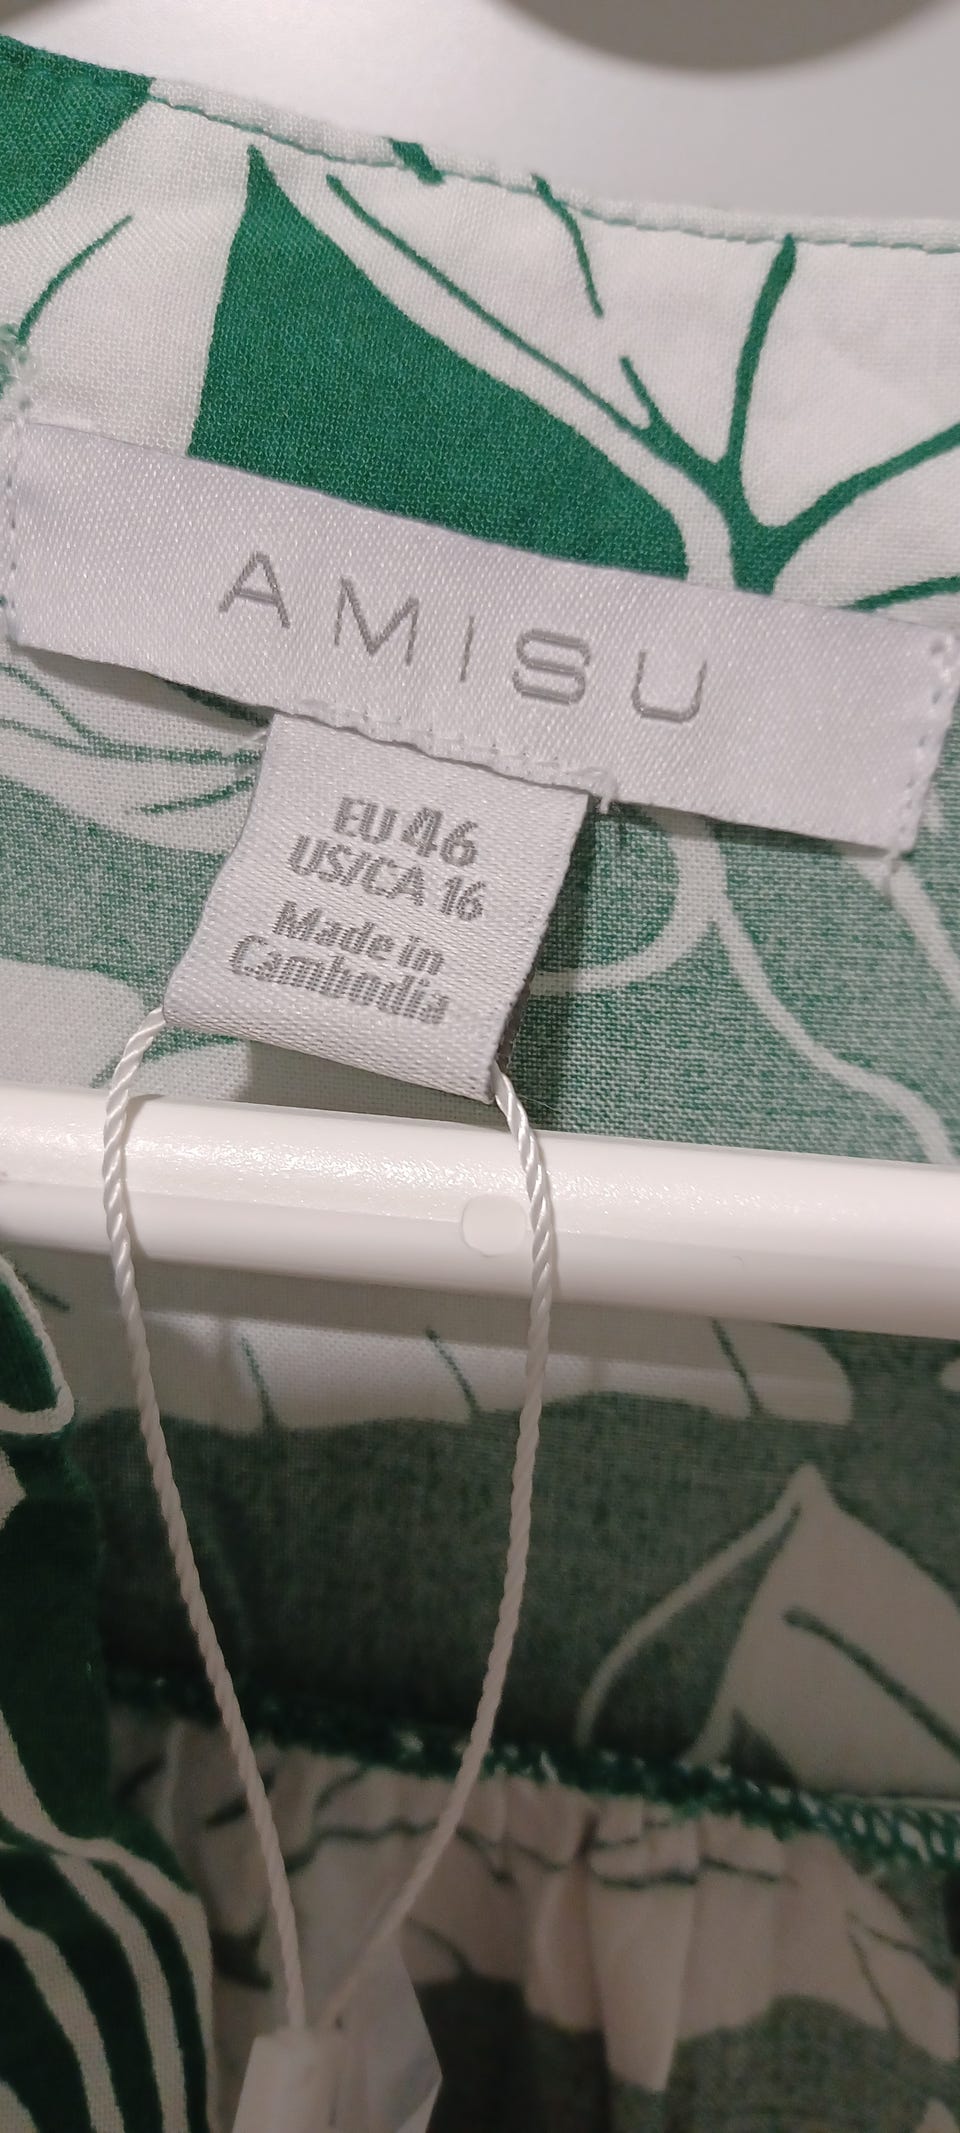 AMISU
EU 46
US/CA 16
Made in
Cambodia